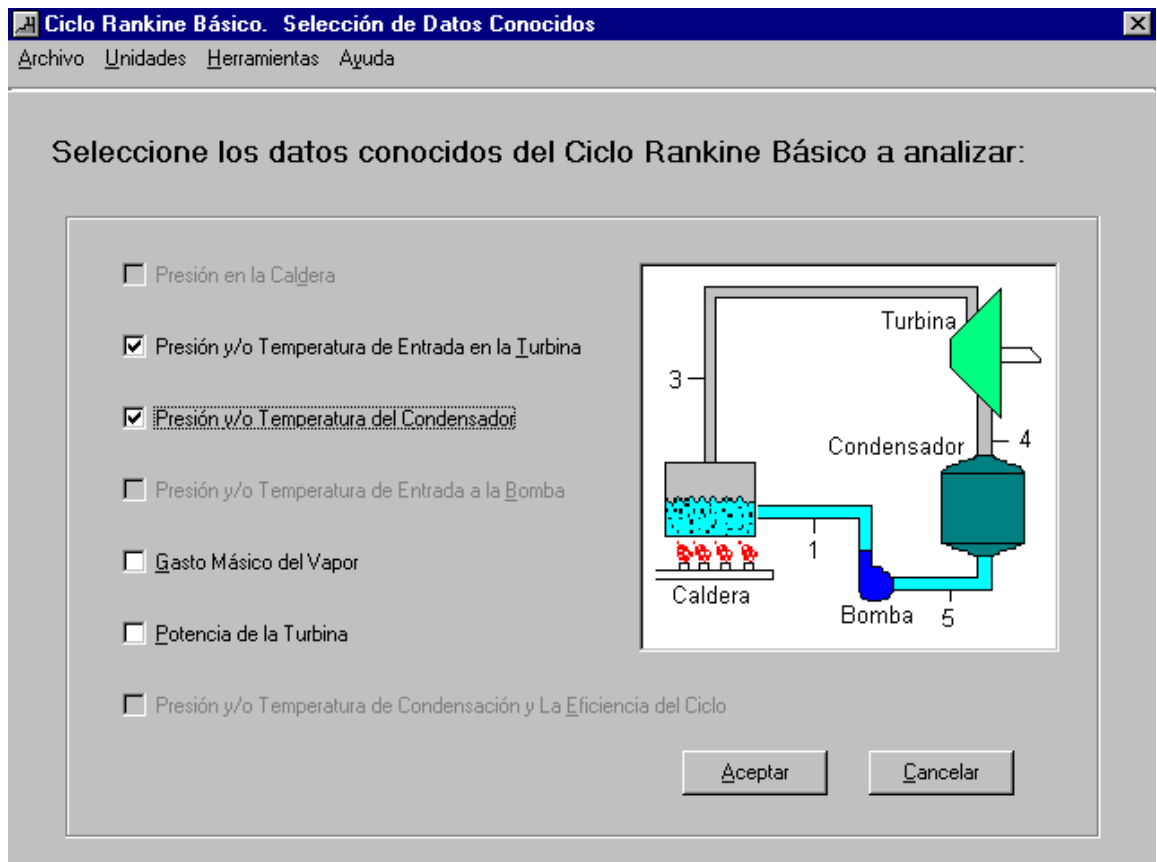 Ciclo Rankine Básico.  Selección de Datos Conocidos
Archivo Unidades Herramientas Ayuda
Seleccione los datos conocidos del Ciclo Rankine Básico a analizar:
Presión en la Caldera
Presión y/o Temperatura de Entrada en la Turbina
Presión y/o Temperatura del Condensador
Presión y/o Temperatura de Entrada a la Bomba
Gasto Másico del Vapor
Potencia de la Turbina
Presión y/o Temperatura de Condensación y La Eficiencia del Ciclo
Turbina
3
Condensador
4
1
Caldera
Bomba
5
Aceptar
Cancelar